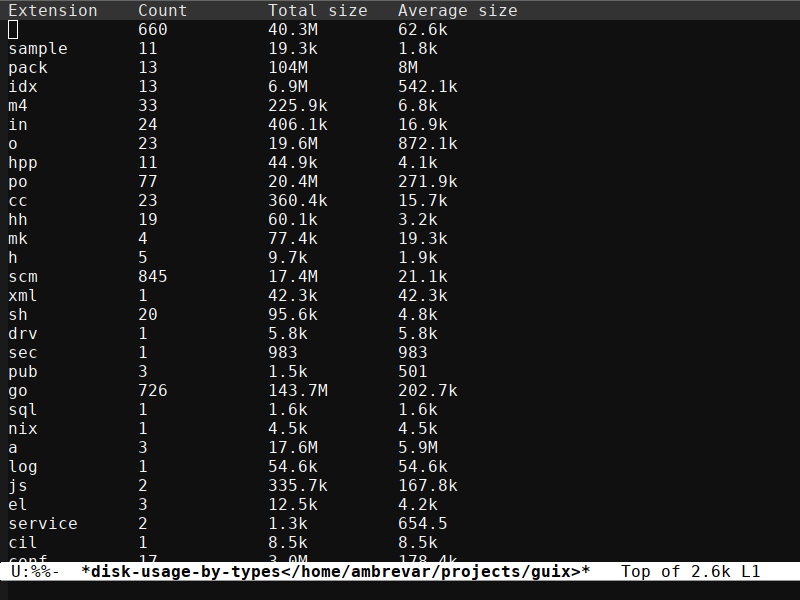 Extension Count Total size Average size
660 40.3M 62.6k
sample 11 19.3k 1.8k
pack 13 104M 8M
idx 13 6.9M 542.1k
m4 33 225.9k 6.8k
in 24 406.1k 16.9k
o 23 19.6M 872.1k
hpp 11 44.9k 4.1k
po 77 20.4M 271.9k
cc 23 360.4k 15.7k
hh 19 60.1k 3.2k
mk 4 77.4k 19.3k
h 5 9.7k 1.9k
scm 845 17.4M 21.1k
xml 1 42.3k 42.3k
sh 20 95.6k 4.8k
drv 1 5.8k 5.8k
sec 1 983 983
pub 3 1.5k 501
go 726 143.7M 202.7k
sql 1 1.6k 1.6k
nix 1 4.5k 4.5k
a 3 17.6M 5.9M
log 1 54.6k 54.6k
js 2 335.7k 167.8k
el 3 12.5k 4.2k
service 2 1.3k 654.5
cil 1 8.5k 8.5k
conf 17 3.0M 178.4k
U:%%- *disk-usage-by-types</home/ambrevar/projects/guix>* Top of 2.6k L1